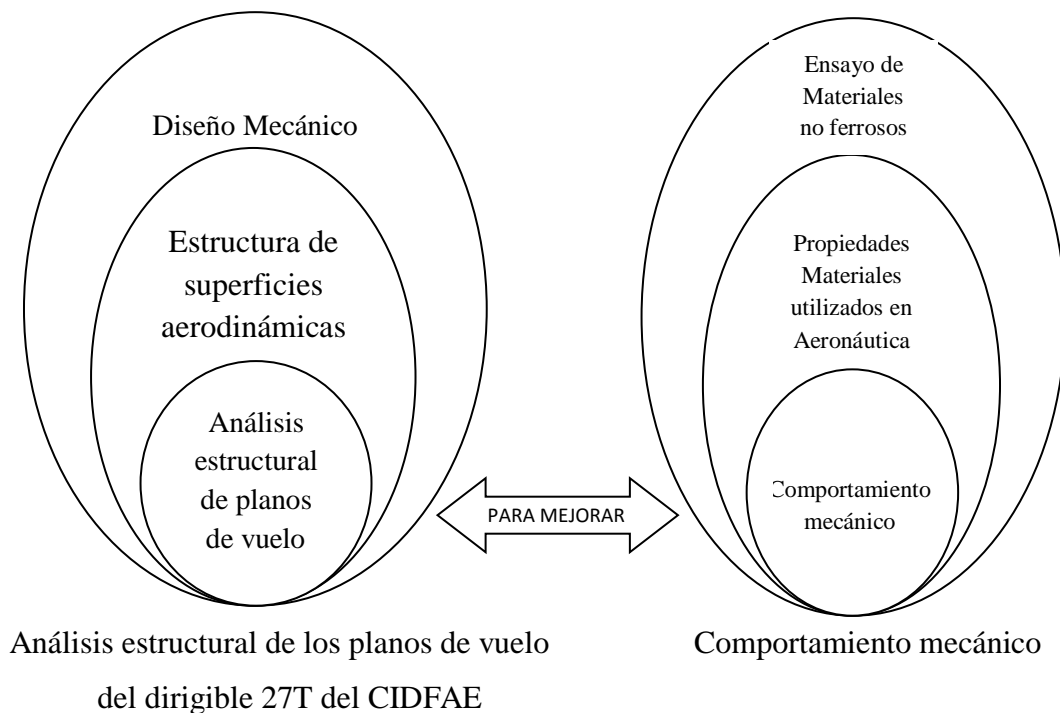 Diseño Mecánico
Estructura de
superficies
aerodinámicas
Análisis
estructural
de planos
de vuelo
PARA MEJORAR
Ensayo de
Materiales
no ferrosos
Propiedades
Materiales
utilizados en
Aeronáutica
Comportamiento
mecánico
Análisis estructural de los planos de vuelo
del dirigible 27T del CIDFAE
Comportamiento mecánico